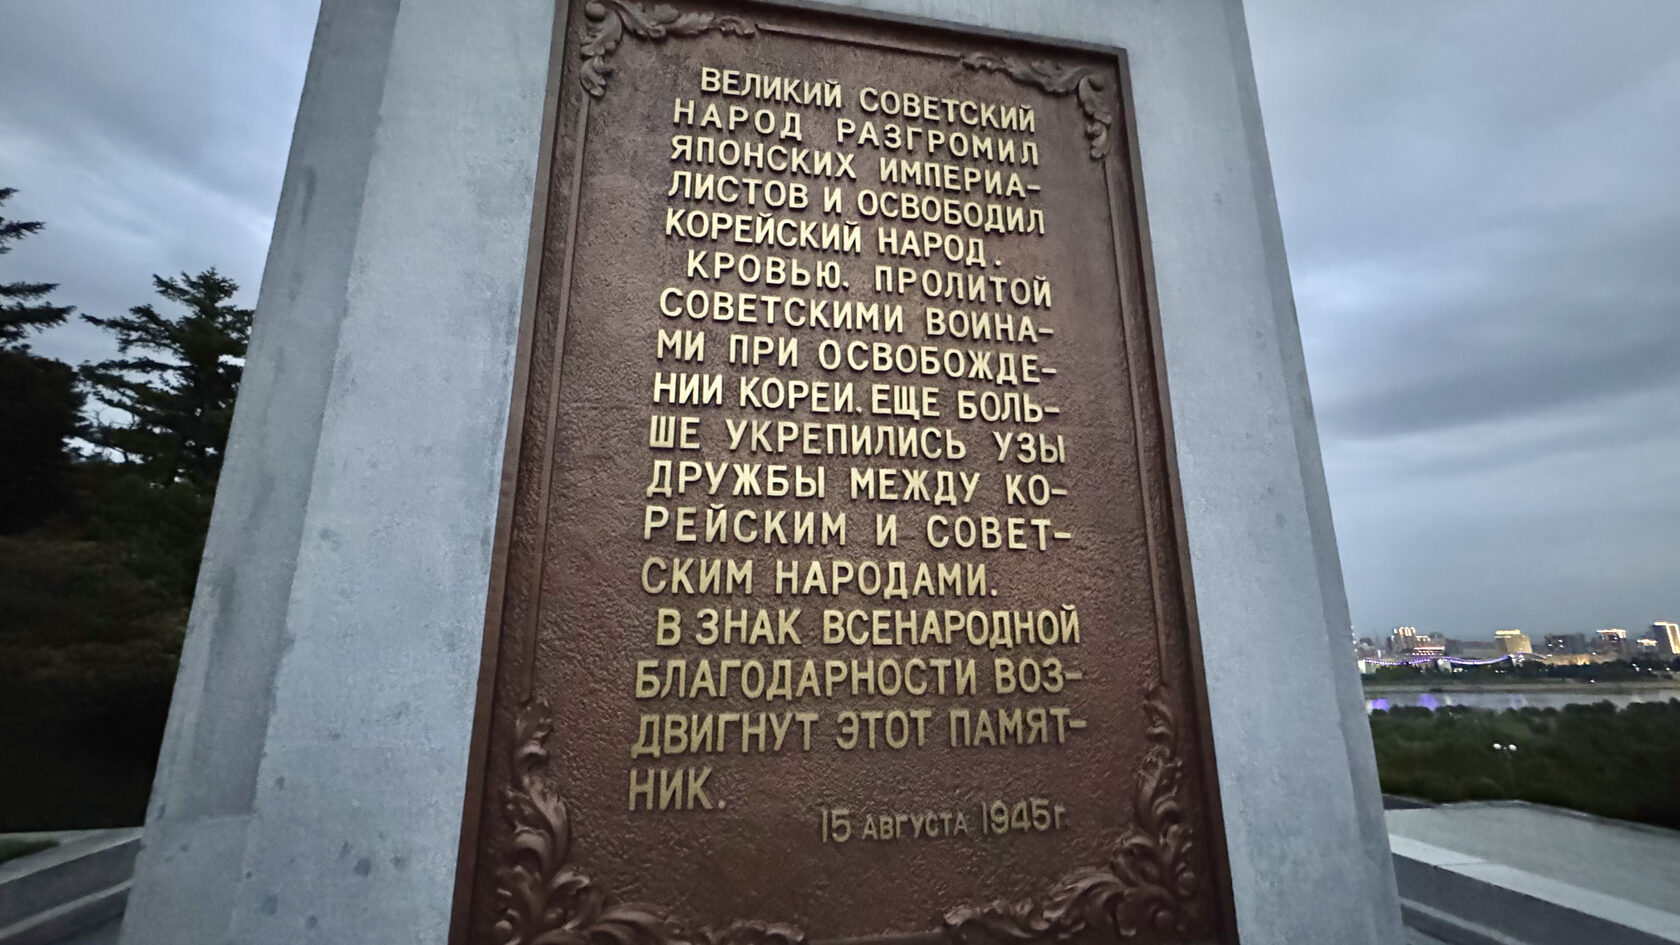 ВЕЛИКИЙ СОВЕТСКИЙ
НАРОД РАЗГРОМИЛ
ЯПОНСКИХ ИМПЕРИА-
ЛИСТОВ И ОСВОБОДИЛ
КОРЕЙСКИЙ НАРОД.
КРОВЬЮ. ПРОЛИТОЙ
СОВЕТСКИМИ ВОИНА-
МИ ПРИ ОСВОБОЖДЕ-
НИИ КОРЕИ. ЕЩЕ БОЛЬ-
ШЕ УКРЕПИЛИСЬ УЗЫ
ДРУЖБЫ МЕЖДУ КО-
РЕЙСКИМ И СОВЕТ-
СКИМ НАРОДАМИ.
В ЗНАК ВСЕНАРОДНОЙ
БЛАГОДАРНОСТИ ВОЗ-
ДВИГНУТ ЭТОТ ПАМЯТ-
НИК.
15 АВГУСТА 1945г.